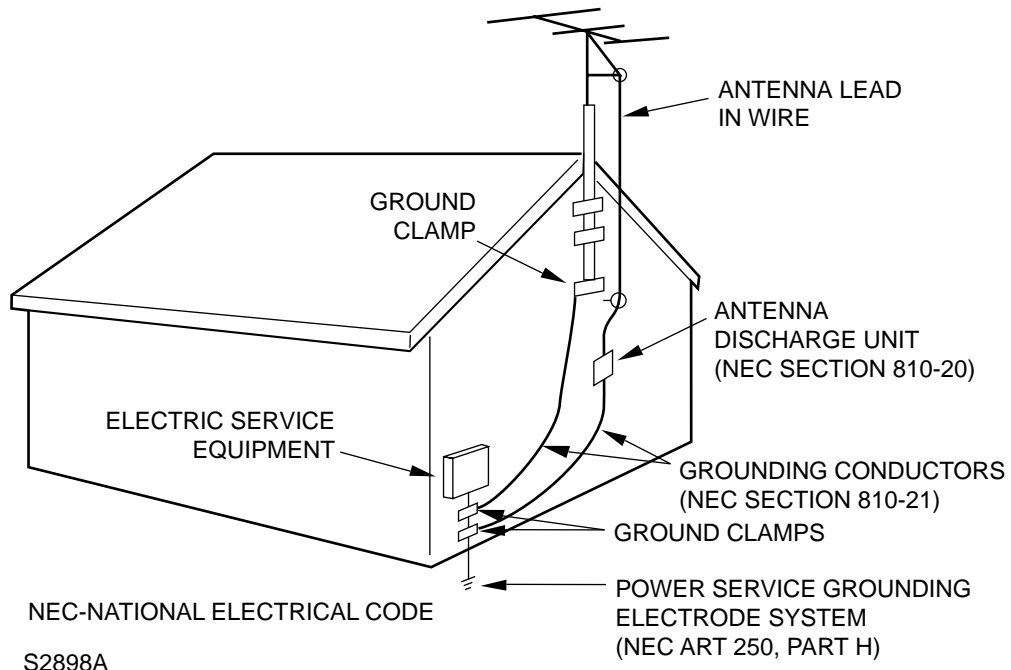 ANTENNA LEAD
IN WIRE
GROUND
CLAMP
ANTENNA
DISCHARGE UNIT
(NEC SECTION 810-20)
ELECTRIC SERVICE
EQUIPMENT
GROUNDING CONDUCTORS
(NEC SECTION 810-21)
GROUND CLAMPS
POWER SERVICE GROUNDING
ELECTRODE SYSTEM
(NEC ART 250, PART H)
NEC-NATIONAL ELECTRICAL CODE
S2898A